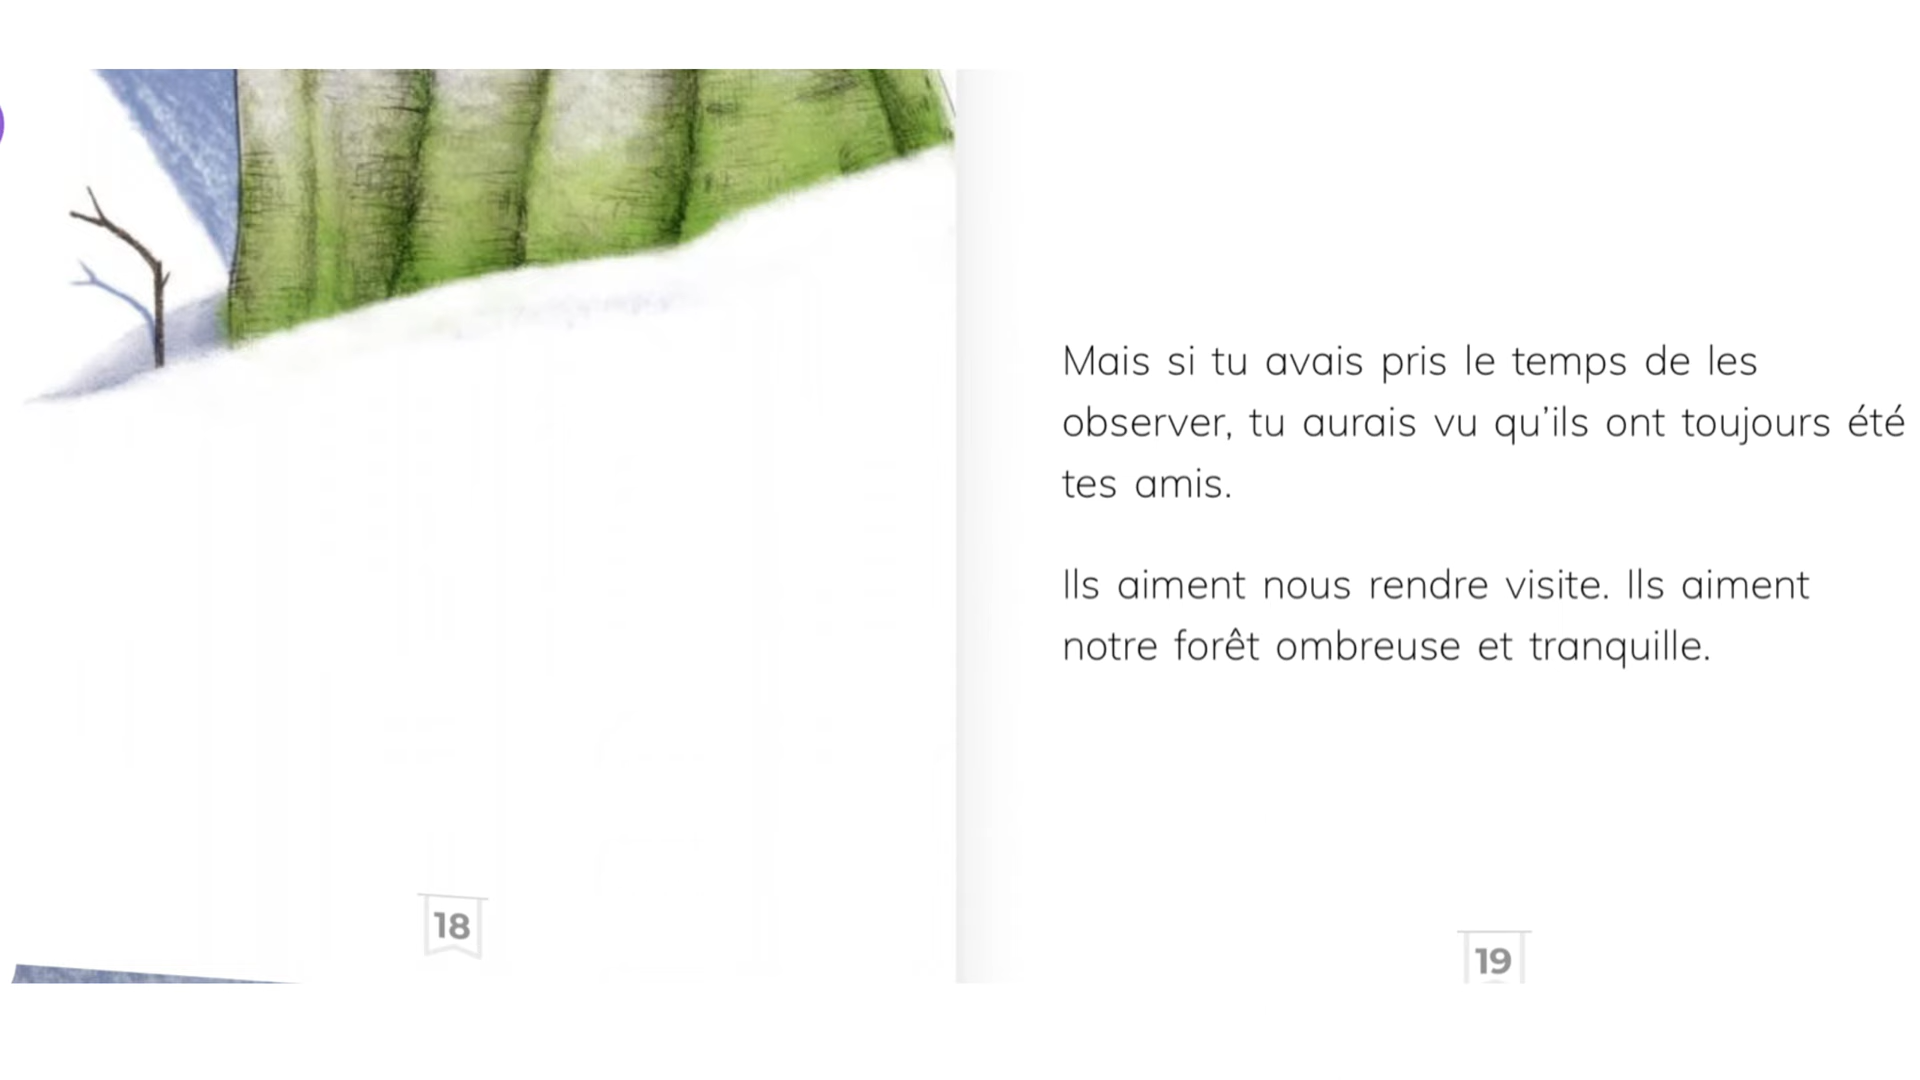 Mais si tu avais pris le temps de les
observer, tu aurais vu qu'ils ont toujours été
tes amis.
Ils aiment nous rendre visite. Ils aiment
notre forêt ombreuse et tranquille.
18
19